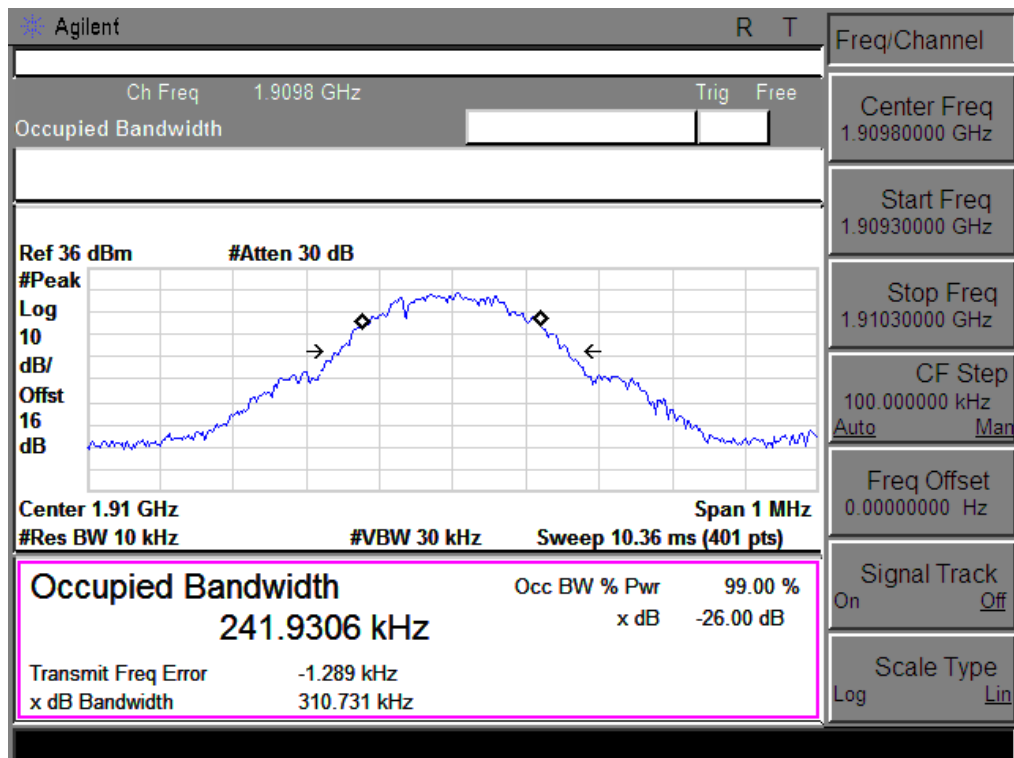 Agilent R T
Ch Freq 1.9098 GHz Trig Free
Occupied Bandwidth
Ref 36 dBm #Atten 30 dB
#Peak
Log
10
dB/
Offst
16
dB
Center 1.91 GHz Span 1 MHz
#Res BW 10 kHz #VBW 30 kHz Sweep 10.36 ms (401 pts)
Occupied Bandwidth Occ BW % Pwr 99.00 %
241.9306 kHz x dB -26.00 dB
Transmit Freq Error -1.289 kHz
x dB Bandwidth 310.731 kHz
Freq/Channel
Center Freq
1.90980000 GHz
Start Freq
1.90930000 GHz
Stop Freq
1.91030000 GHz
CF Step
100.000000 kHz
Auto Man
Freq Offset
0.00000000 Hz
Signal Track
On Off
Scale Type
Log Lin